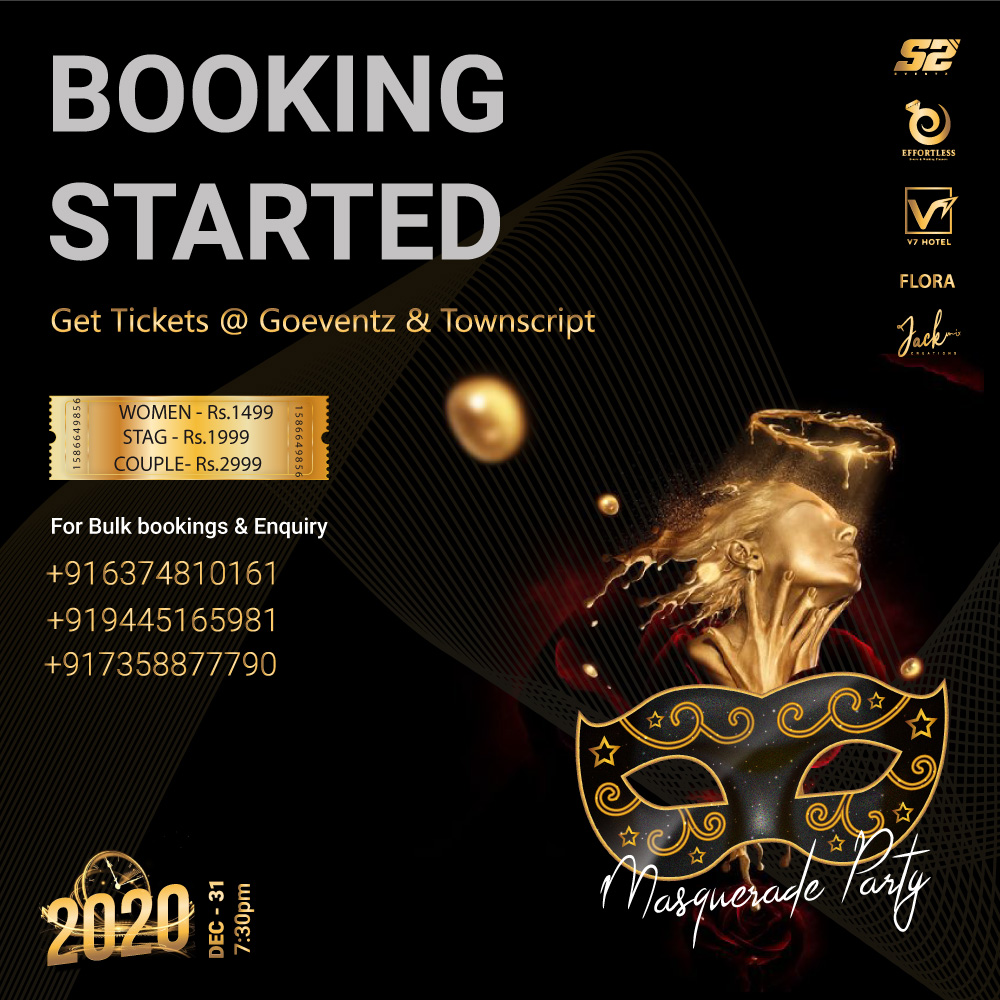 BOOKING
STARTED
Get Tickets @ Goeventz & Townscript
1586649856
WOMEN - Rs.1499
STAG - Rs.1999
COUPLE- Rs.2999
1586649856
For Bulk bookings & Enquiry
+916374810161
+919445165981
+917358877790
2020
DEC - 31
7:30pm
S2
EVENTS
EFFORTLESS
V7
V7 HOTEL
FLORA
Jack
CREATIONS
Masquerade Party